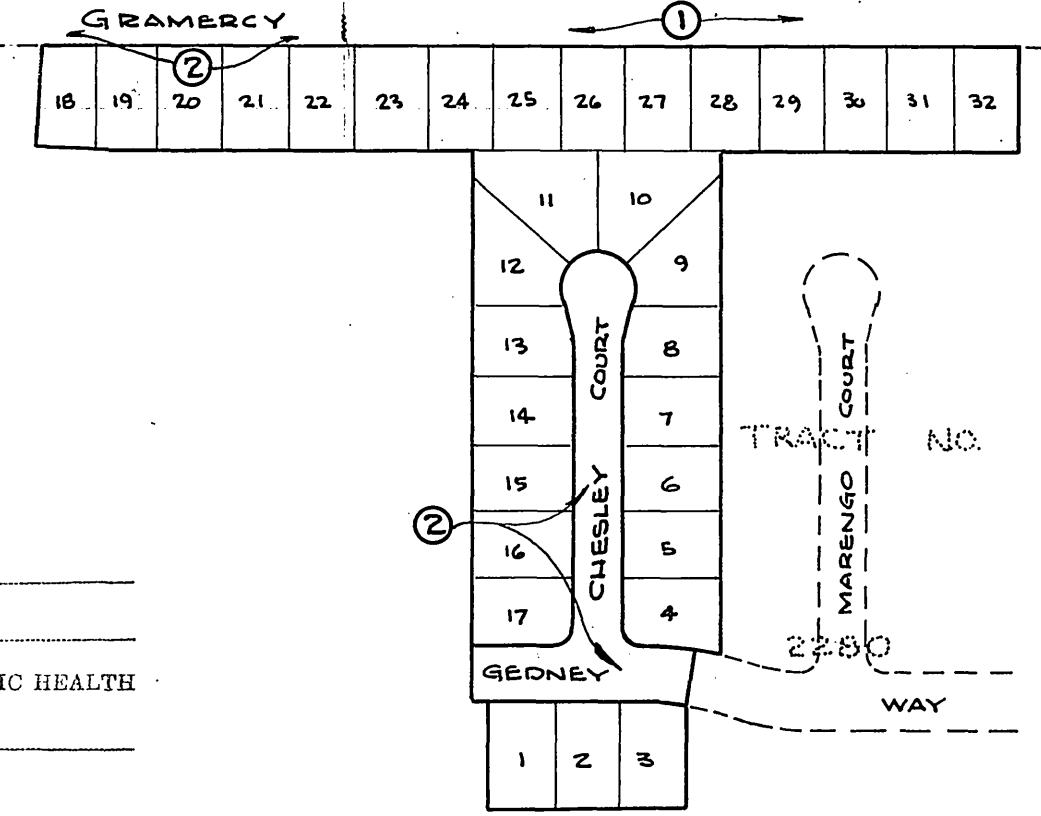 GRAMERCY
1
2
18 19 20 21 22 23 24 25 26 27 28 29 30 31 32
11 10
12 9
13 8
14 7
15 6
16 5
17 4
CHESLEY COURT
2
MARENGO COURT
TRACT NO.
2280
IC HEALTH
GEDNEY
WAY
1 2 3